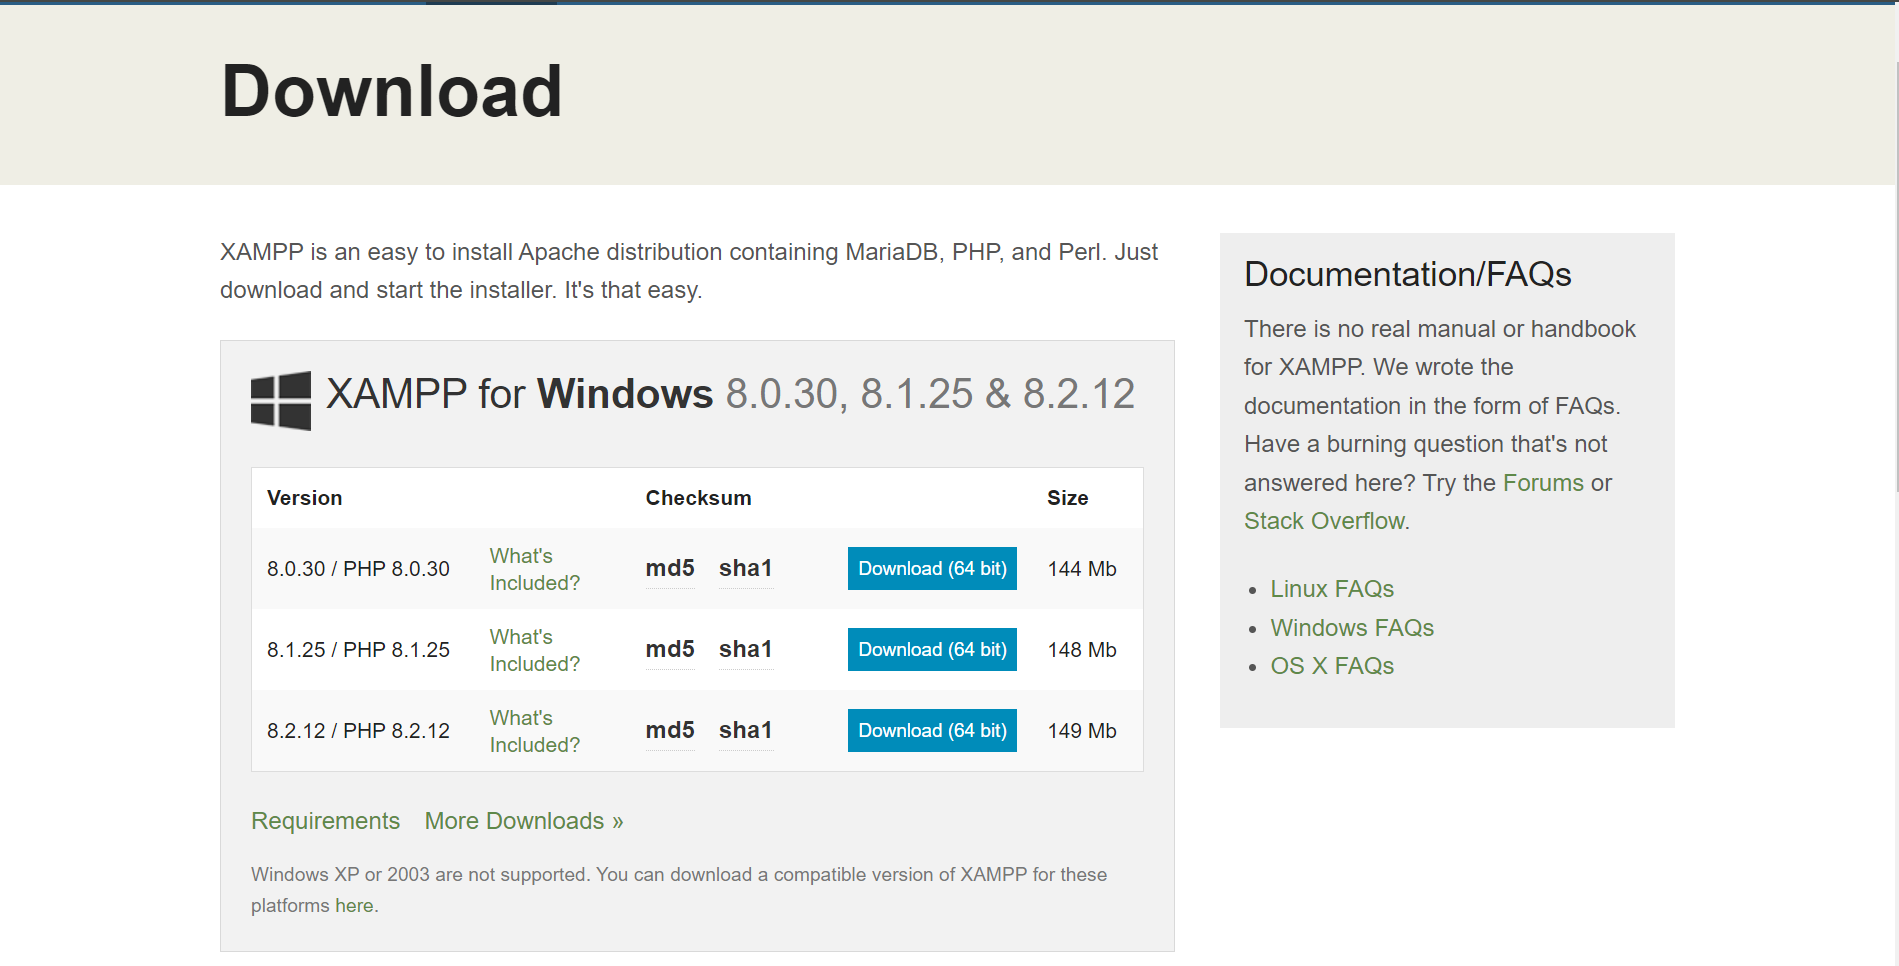 Download
XAMPP is an easy to install Apache distribution containing MariaDB, PHP, and Perl. Just
download and start the installer. It's that easy.
XAMPP for Windows 8.0.30, 8.1.25 & 8.2.12
Version Checksum Size
8.0.30 / PHP 8.0.30 What's Included? md5 sha1 Download (64 bit) 144 Mb
8.1.25 / PHP 8.1.25 What's Included? md5 sha1 Download (64 bit) 148 Mb
8.2.12 / PHP 8.2.12 What's Included? md5 sha1 Download (64 bit) 149 Mb
Requirements More Downloads »
Windows XP or 2003 are not supported. You can download a compatible version of XAMPP for these
platforms here.
Documentation/FAQs
There is no real manual or handbook
for XAMPP. We wrote the
documentation in the form of FAQs.
Have a burning question that's not
answered here? Try the Forums or
Stack Overflow.
• Linux FAQs
• Windows FAQs
• OS X FAQs